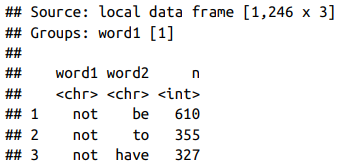 ## Source: local data frame [1,246 x 3]
## Groups: word1 [1]
##
##    word1 word2     n
##    <chr> <chr> <int>
## 1    not    be   610
## 2    not    to   355
## 3    not  have   327